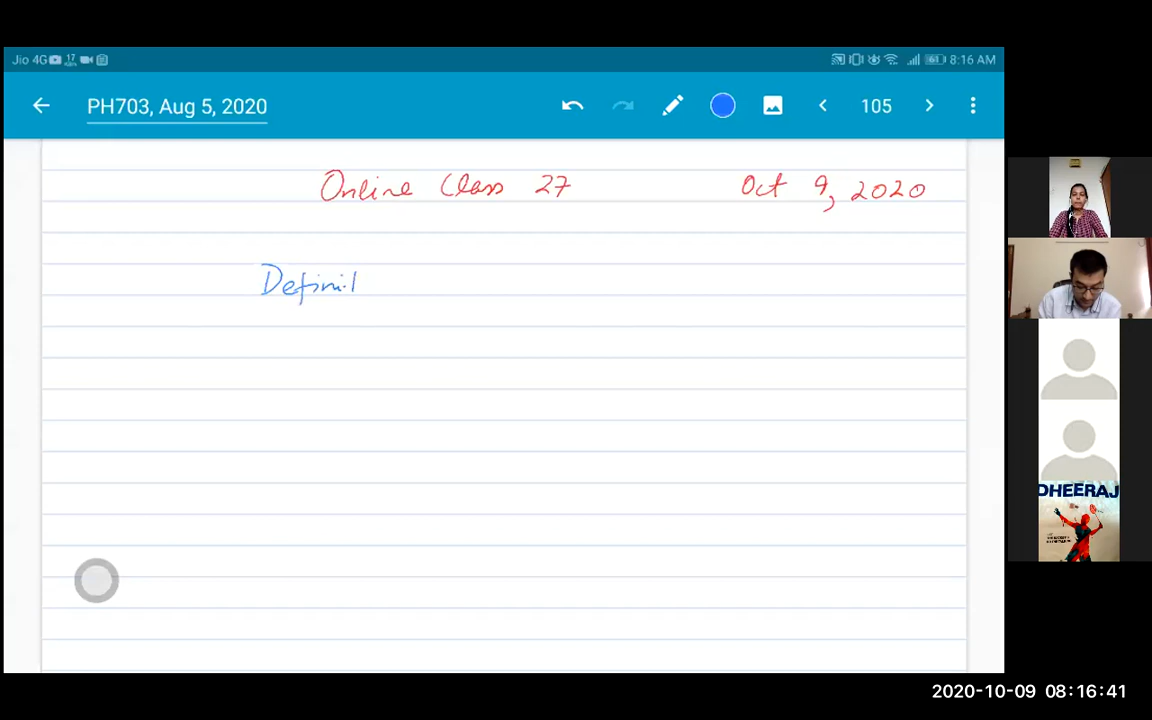 Jio 4G 8:16 AM
PH703, Aug 5, 2020 105
Online Class 27 Oct 9, 2020
Definit
DHEERAJ
2020-10-09 08:16:41